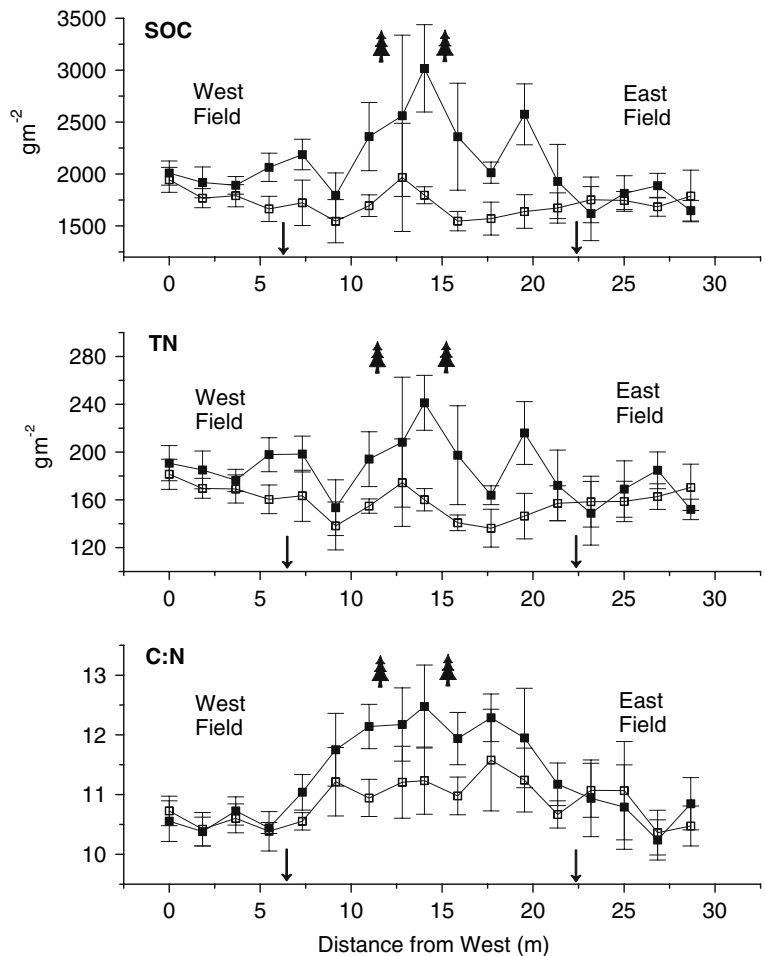 SOC
3500
3000
2500
2000
1500
gm-2
West
Field
East
Field
0 5 10 15 20 25 30
TN
280
240
200
160
120
gm-2
West
Field
East
Field
0 5 10 15 20 25 30
C:N
13
12
11
10
West
Field
East
Field
0 5 10 15 20 25 30
Distance from West (m)